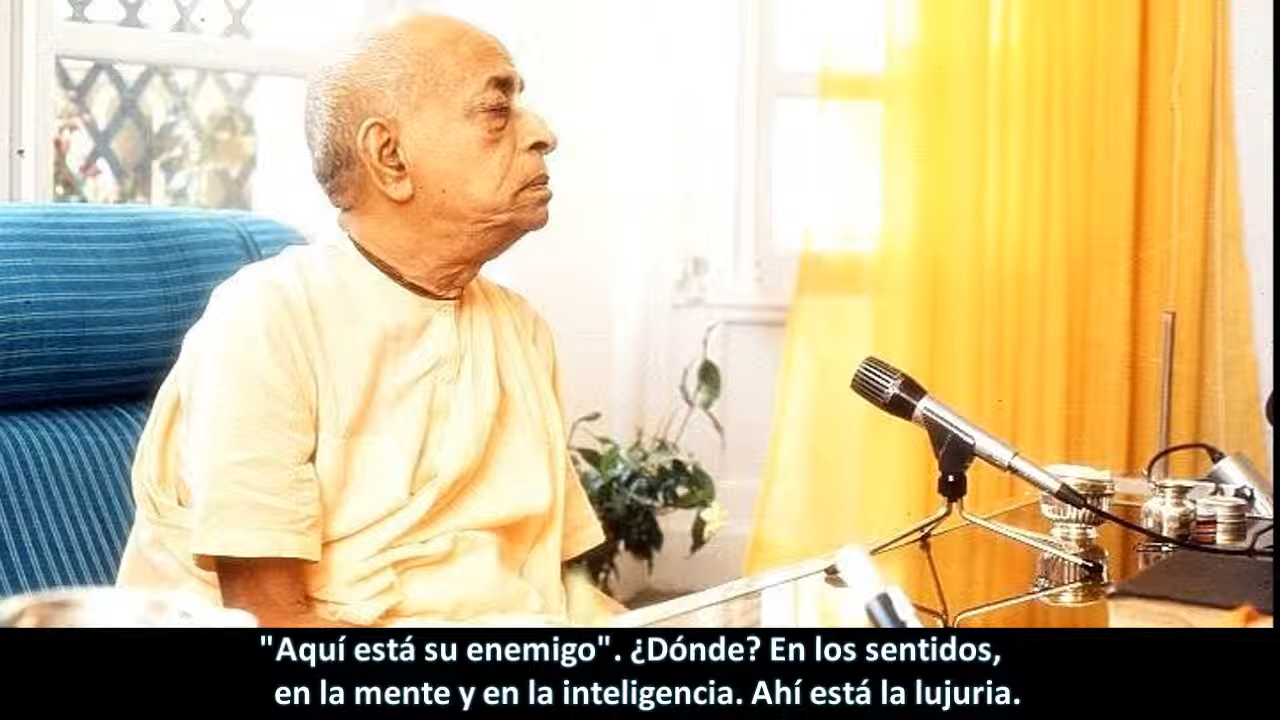 "Aquí está su enemigo". ¿Dónde? En los sentidos,
en la mente y en la inteligencia. Ahí está la lujuria.